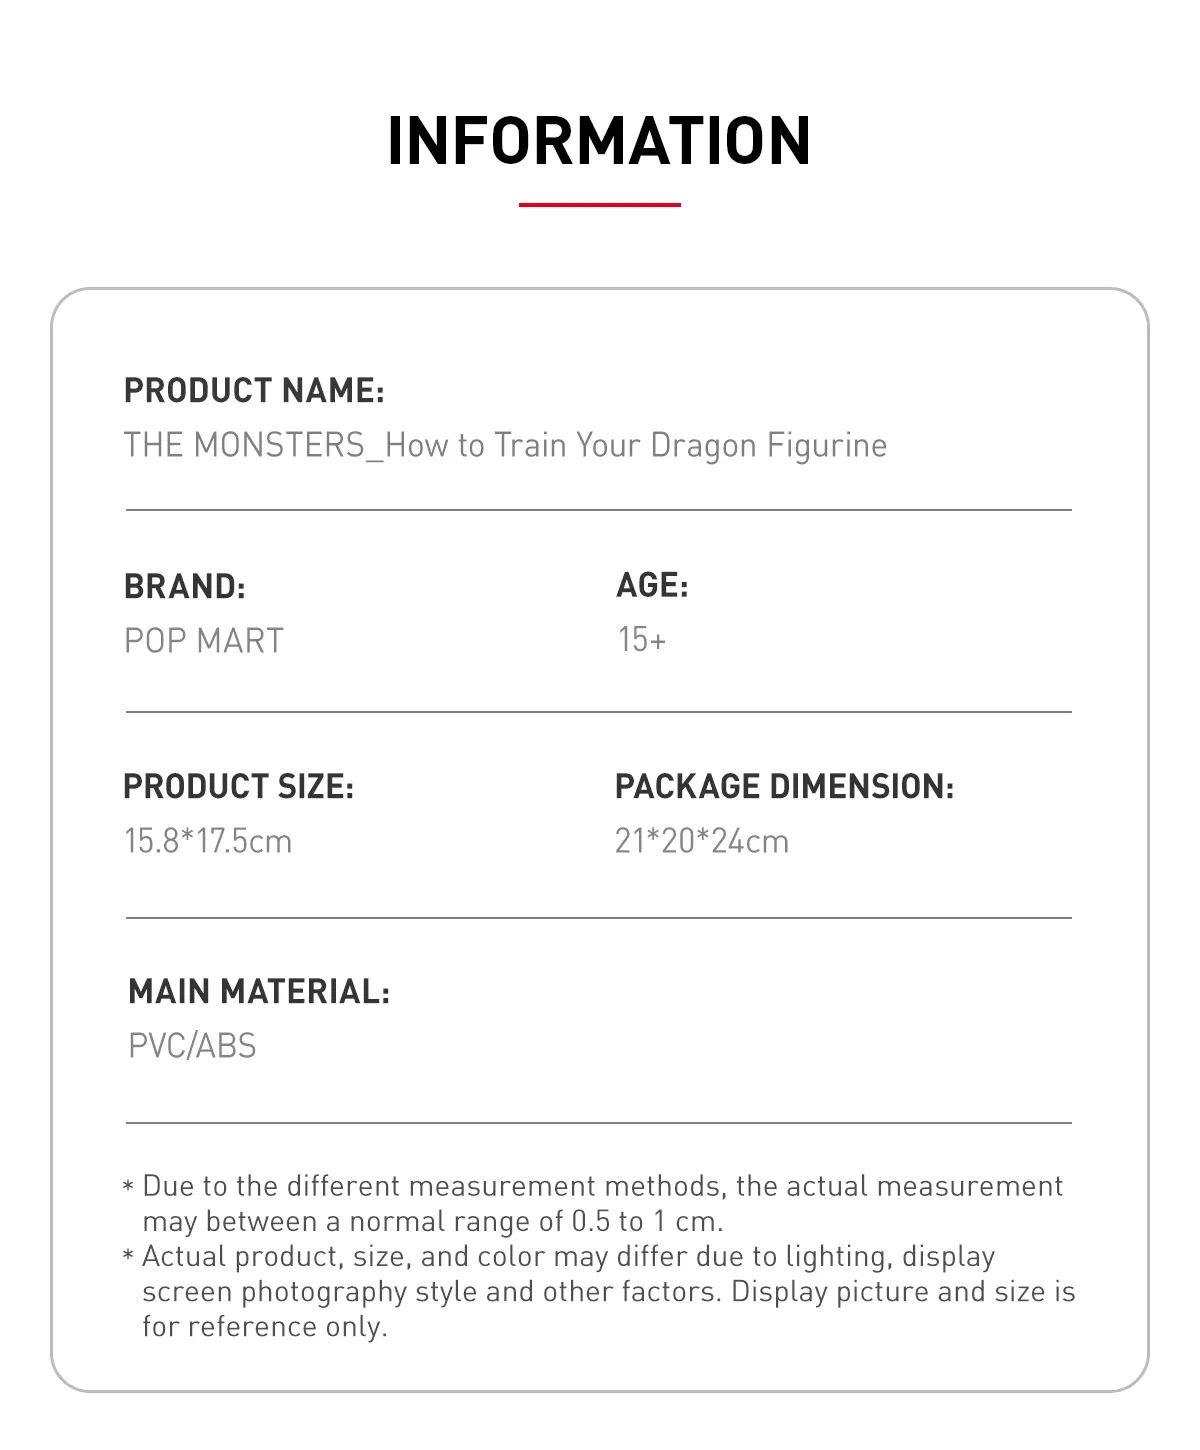 INFORMATION
PRODUCT NAME:
THE MONSTERS_How to Train Your Dragon Figurine
BRAND:
POP MART
AGE:
15+
PRODUCT SIZE:
15.8*17.5cm
PACKAGE DIMENSION:
21*20*24cm
MAIN MATERIAL:
PVC/ABS
* Due to the different measurement methods, the actual measurement
may between a normal range of 0.5 to 1 cm.
* Actual product, size, and color may differ due to lighting, display
screen photography style and other factors. Display picture and size is
for reference only.